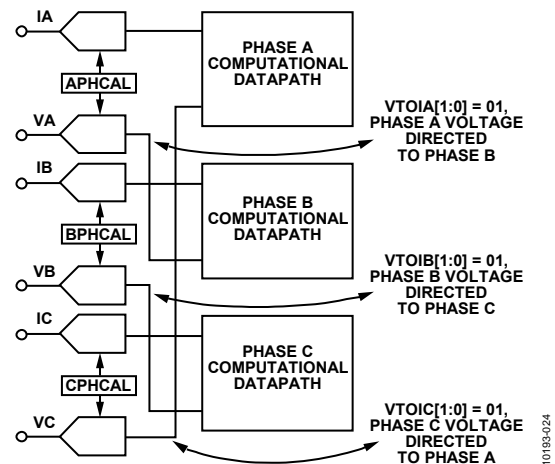 IA
PHASE A
COMPUTATIONAL
DATAPATH
APHCAL
VTOIA[1:0] = 01,
PHASE A VOLTAGE
DIRECTED
TO PHASE B
VA
IB
PHASE B
COMPUTATIONAL
DATAPATH
BPHCAL
VTOIB[1:0] = 01,
PHASE B VOLTAGE
DIRECTED
TO PHASE C
VB
IC
PHASE C
COMPUTATIONAL
DATAPATH
CPHCAL
VTOIC[1:0] = 01,
PHASE C VOLTAGE
DIRECTED
TO PHASE A
VC
10193-024